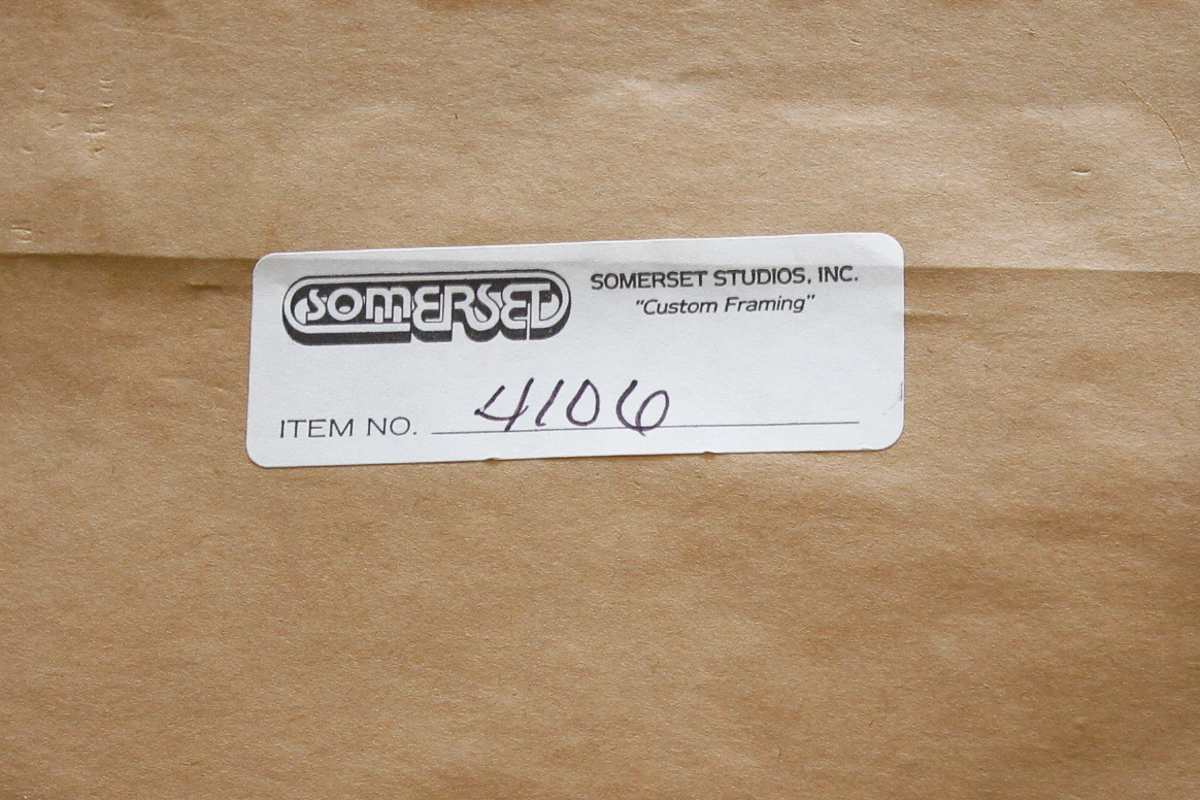 SOMERSET
SOMERSET STUDIOS, INC.
"Custom Framing"
ITEM NO. 4106